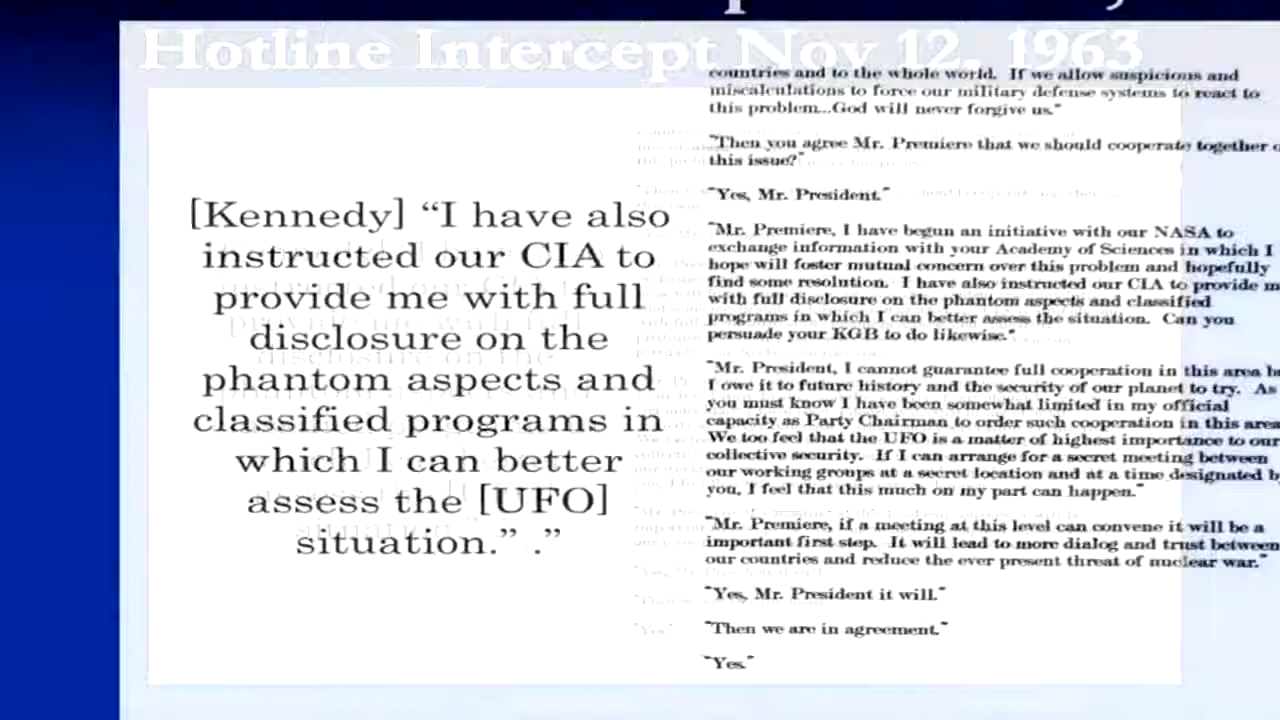 Hotline Intercept Nov 12, 1963
[Kennedy] “I have also
instructed our CIA to
provide me with full
disclosure on the
phantom aspects and
classified programs in
which I can better
assess the [UFO]
situation.” .”
countries and to the whole world. If we allow suspicious and
miscalculations to force our military defense systems to react to
this problem...God will never forgive us."
"Then you agree Mr. Premiere that we should cooperate together
this issue?"
"Yes, Mr. President."
"Mr. Premiere, I have begun an initiative with our NASA to
exchange information with your Academy of Sciences in which I
hope will foster mutual concern over this problem and hopefully
find some resolution. I have also instructed our CIA to provide
with full disclosure on the phantom aspects and classified
programs in which I can better assess the situation. Can you
persuade your KGB to do likewise."
"Mr. President, I cannot guarantee full cooperation in this area
I owe it to future history and the security of our planet to try. As
you must know I have been somewhat limited in my official
capacity as Party Chairman to order such cooperation in this area
We too feel that the UFO is a matter of highest importance to our
collective security. If I can arrange for a secret meeting between
our working groups at a secret location and at a time designated
you, I feel that this much on my part can happen."
"Mr. Premiere, if a meeting at this level can convene it will be a
important first step. It will lead to more dialog and trust between
our countries and reduce the ever present threat of nuclear war."
"Yes, Mr. President it will."
"Then we are in agreement."
"Yes."